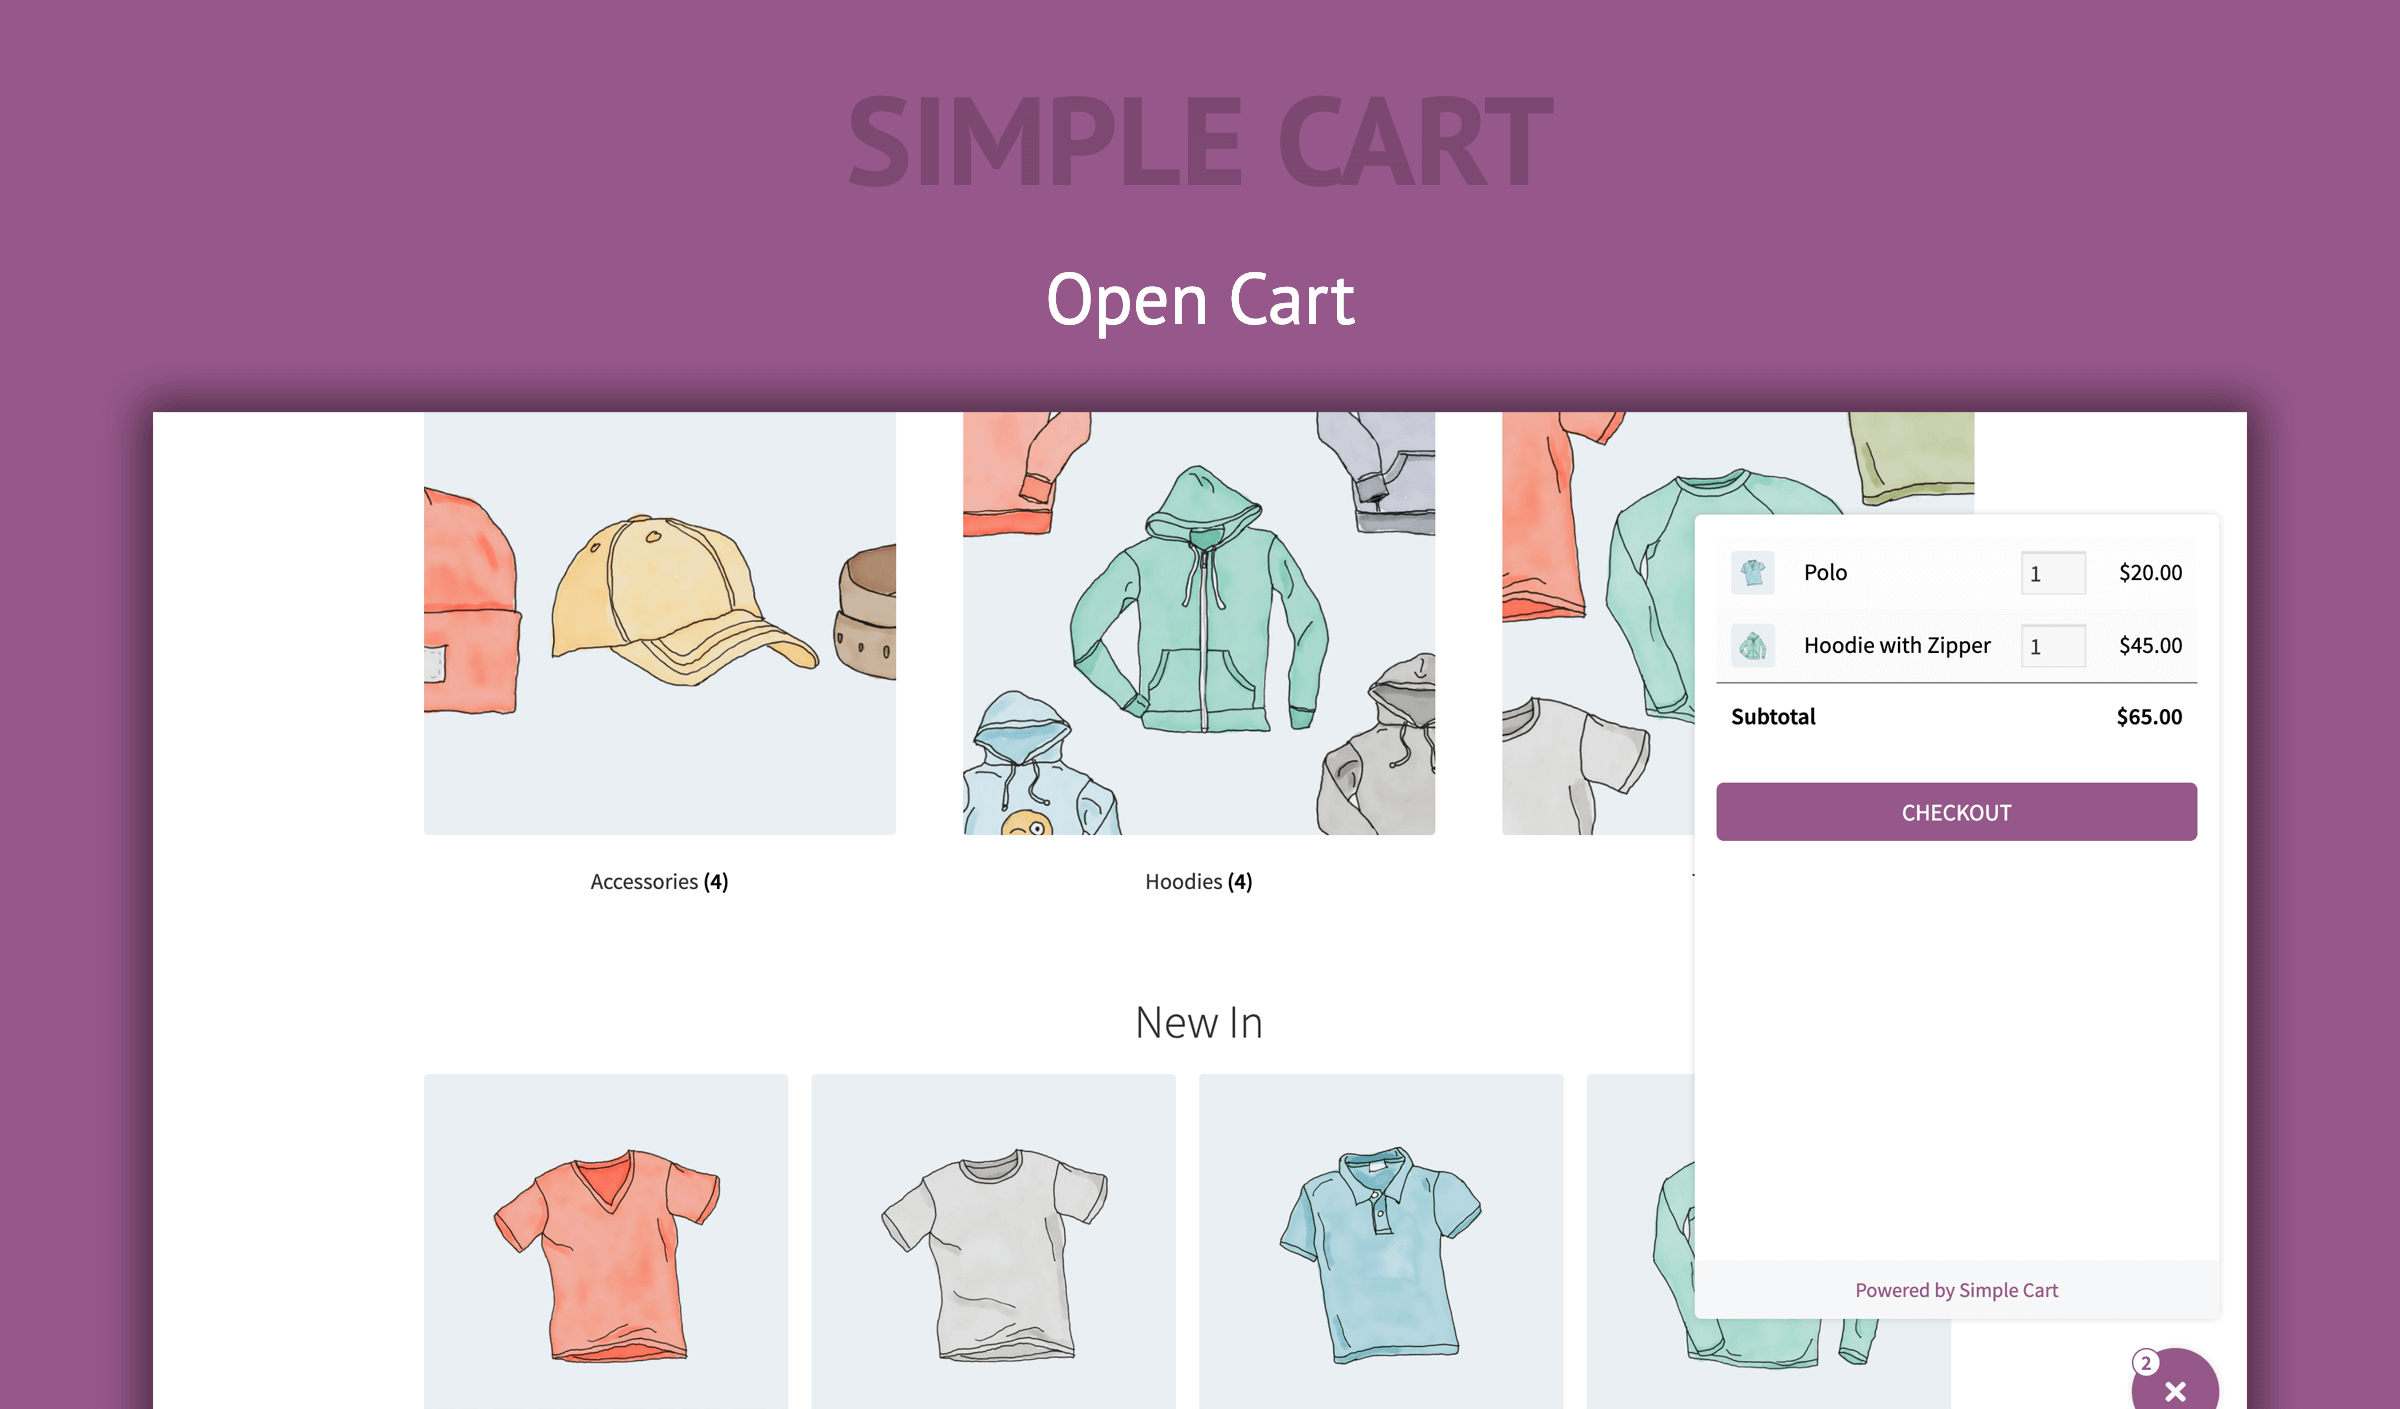 SIMPLE CART
Open Cart
Polo 1 $20.00
Hoodie with Zipper 1 $45.00
Subtotal $65.00
CHECKOUT
Accessories (4)
Hoodies (4)
New In
Powered by Simple Cart
2